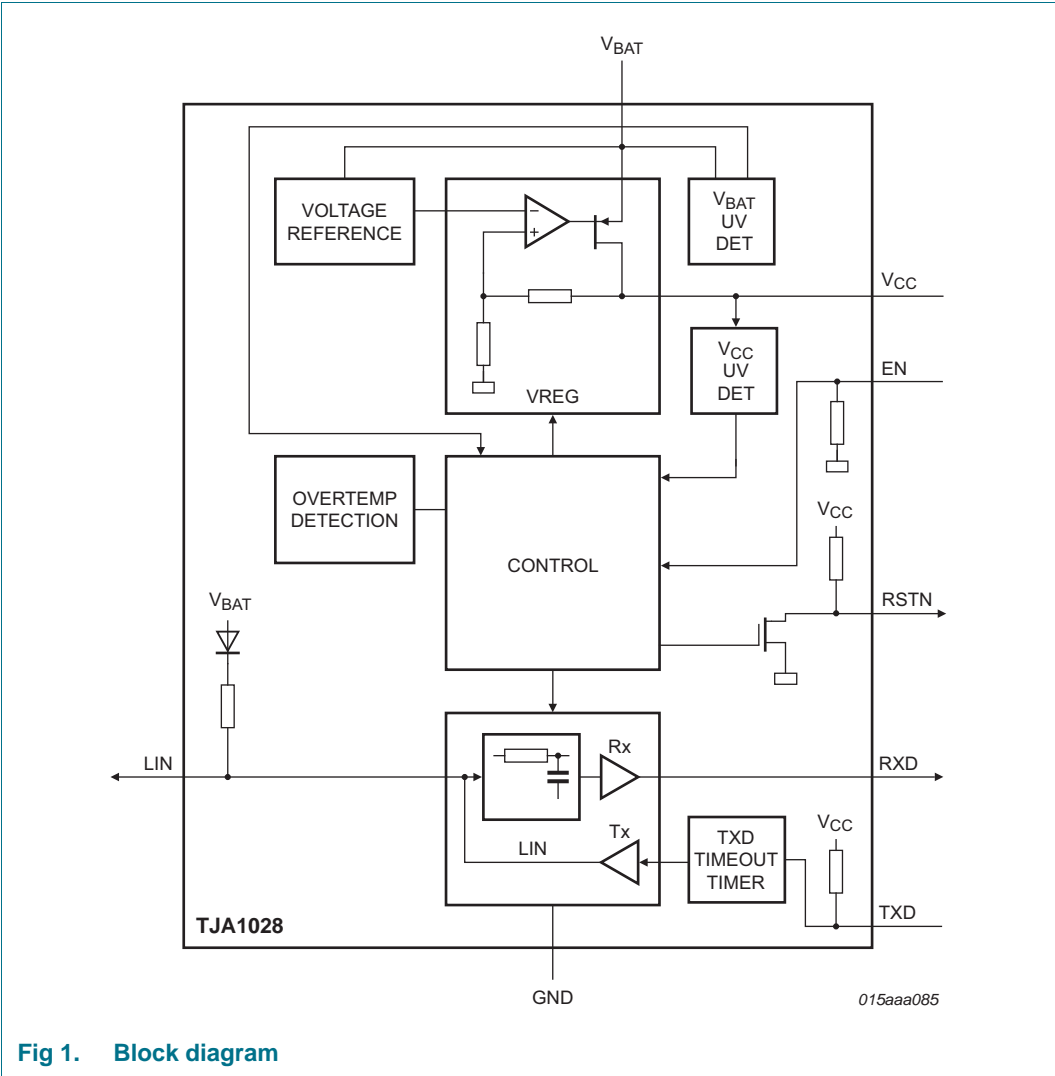 VBAT
VOLTAGE
REFERENCE
−
+
VREG
VBAT
UV
DET
VCC
VCC
UV
DET
EN
OVERTEMP
DETECTION
CONTROL
VCC
RSTN
VBAT
LIN
Rx
RXD
Tx
LIN
TXD
TIMEOUT
TIMER
VCC
TXD
TJA1028
GND
015aaa085
Fig 1. Block diagram